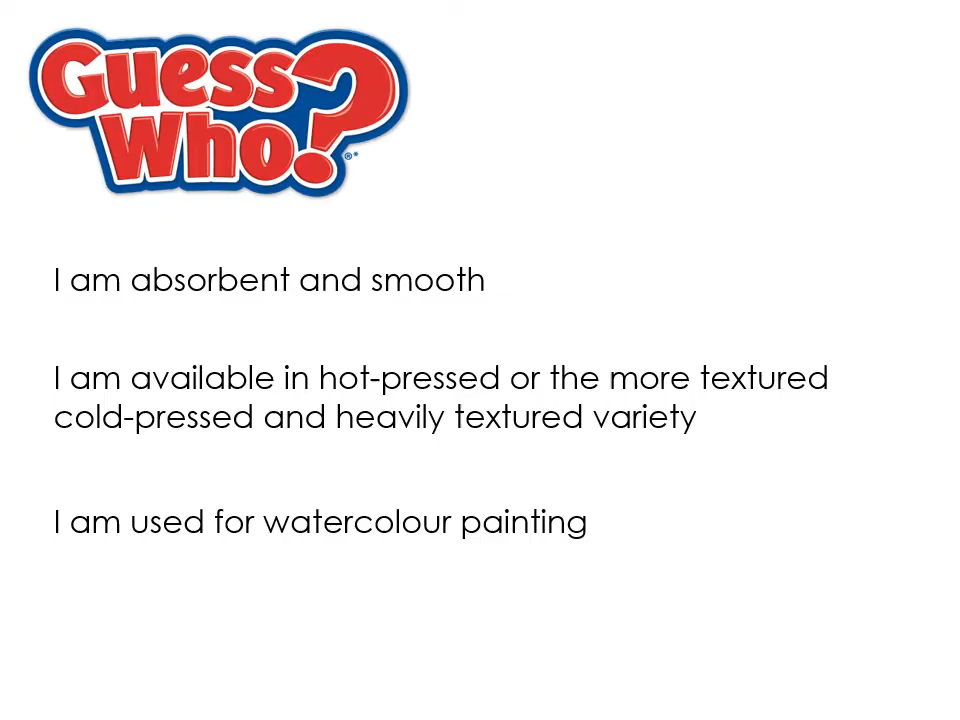 Guess
Who?
I am absorbent and smooth
I am available in hot-pressed or the more textured
cold-pressed and heavily textured variety
I am used for watercolour painting